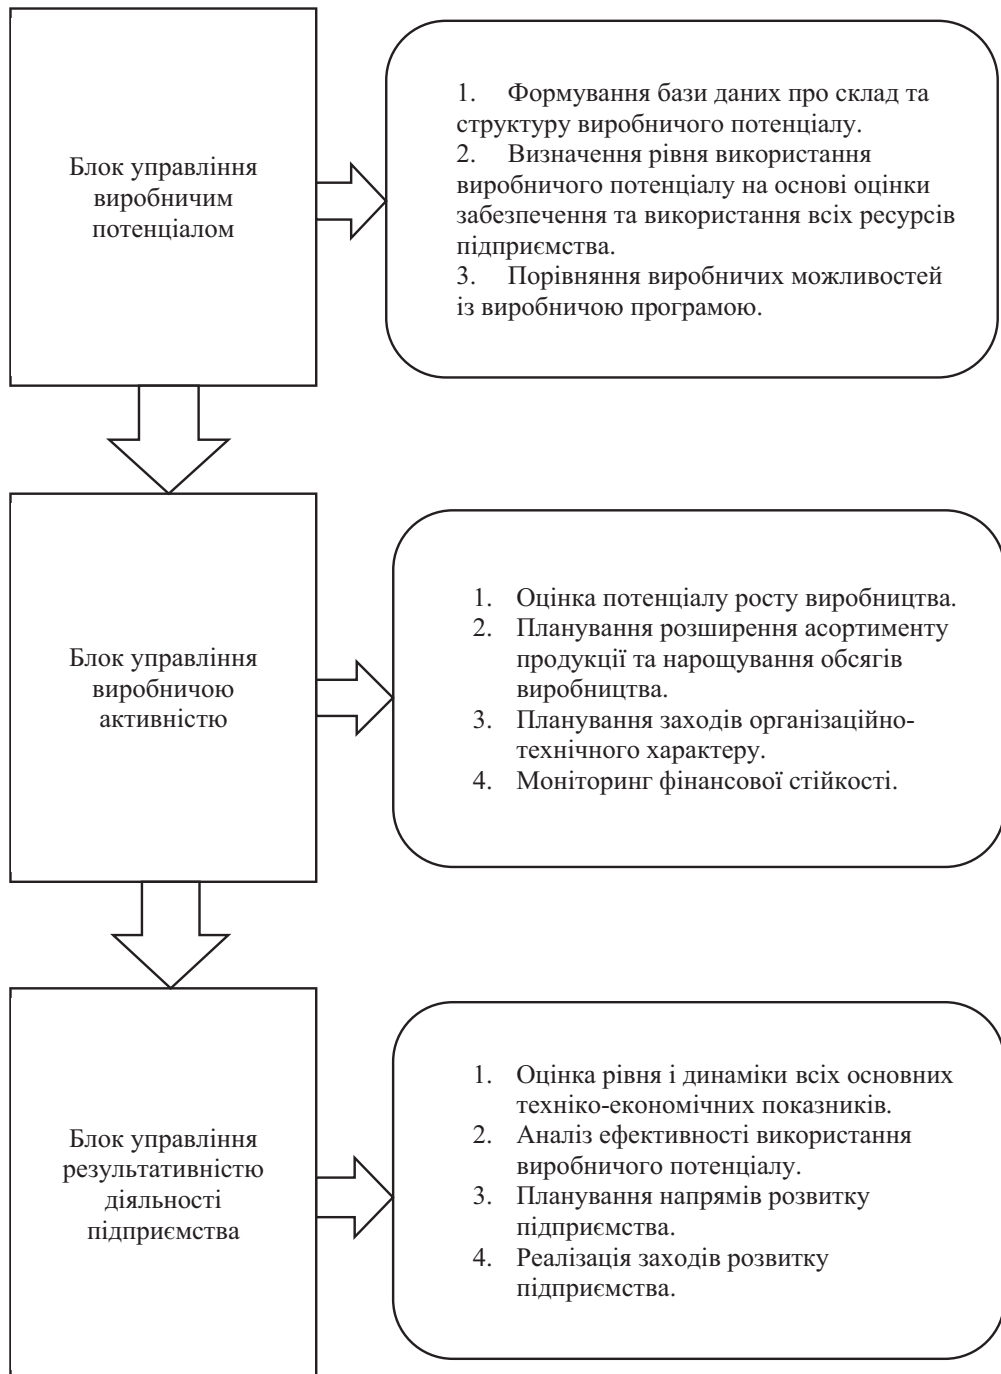 Блок управління
виробничим
потенціалом
1. Формування бази даних про склад та
структуру виробничого потенціалу.
2. Визначення рівня використання
виробничого потенціалу на основі оцінки
забезпечення та використання всіх ресурсів
підприємства.
3. Порівняння виробничих можливостей
із виробничою програмою.
Блок управління
виробничою
активністю
1. Оцінка потенціалу росту виробництва.
2. Планування розширення асортименту
продукції та нарощування обсягів
виробництва.
3. Планування заходів організаційно-
технічного характеру.
4. Моніторинг фінансової стійкості.
Блок управління
результативністю
діяльності
підприємства
1. Оцінка рівня і динаміки всіх основних
техніко-економічних показників.
2. Аналіз ефективності використання
виробничого потенціалу.
3. Планування напрямів розвитку
підприємства.
4. Реалізація заходів розвитку
підприємства.